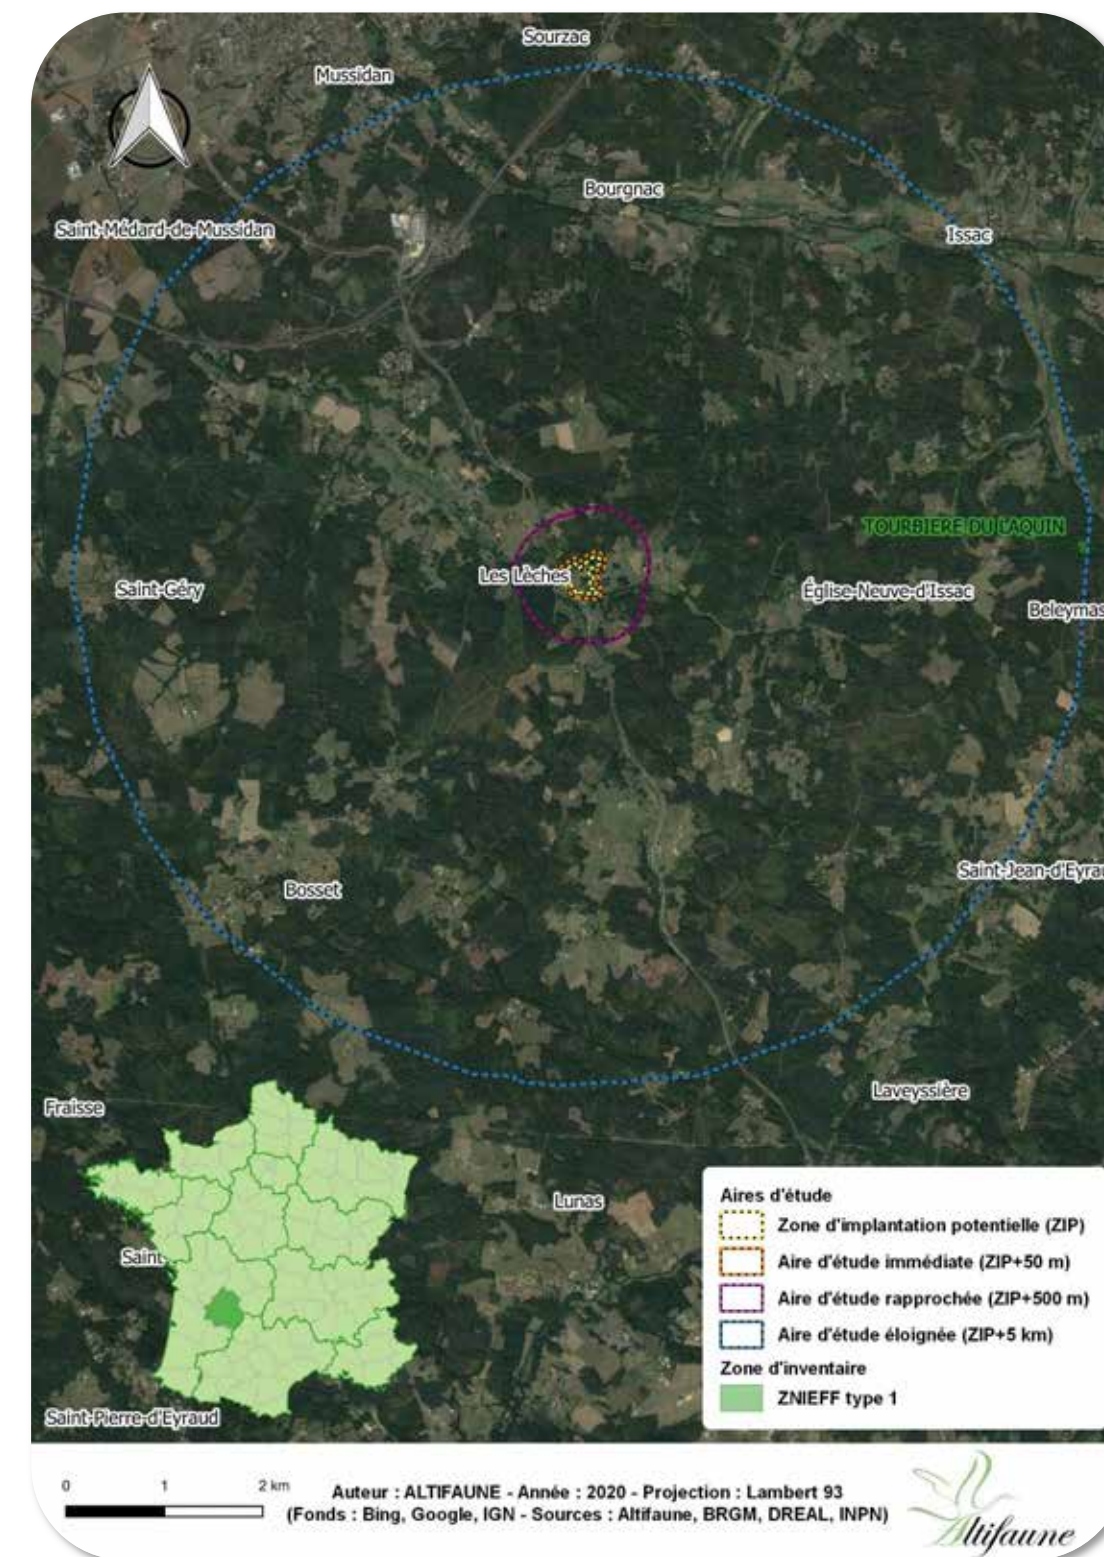 Sourzac
Mussidan
Bourgnac
Saint-Médard-de-Mussidan
Issac
TOURBIERE DU LAQUIN
Les Lèches
Saint-Géry
Église-Neuve-d'Issac
Beleymas
Saint-Jean-d'Eyrau
Bosset
Laveyssière
Fraisse
Lunas
Saint
Saint-Pierre-d'Eyraud
Aires d'étude
Zone d'implantation potentielle (ZIP)
Aire d'étude immédiate (ZIP+50 m)
Aire d'étude rapprochée (ZIP+500 m)
Aire d'étude éloignée (ZIP+5 km)
Zone d'inventaire
ZNIEFF type 1
0 1 2 km
Auteur : ALTIFAUNE - Année : 2020 - Projection : Lambert 93
(Fonds : Bing, Google, IGN - Sources : Altifaune, BRGM, DREAL, INPN)
Altifaune